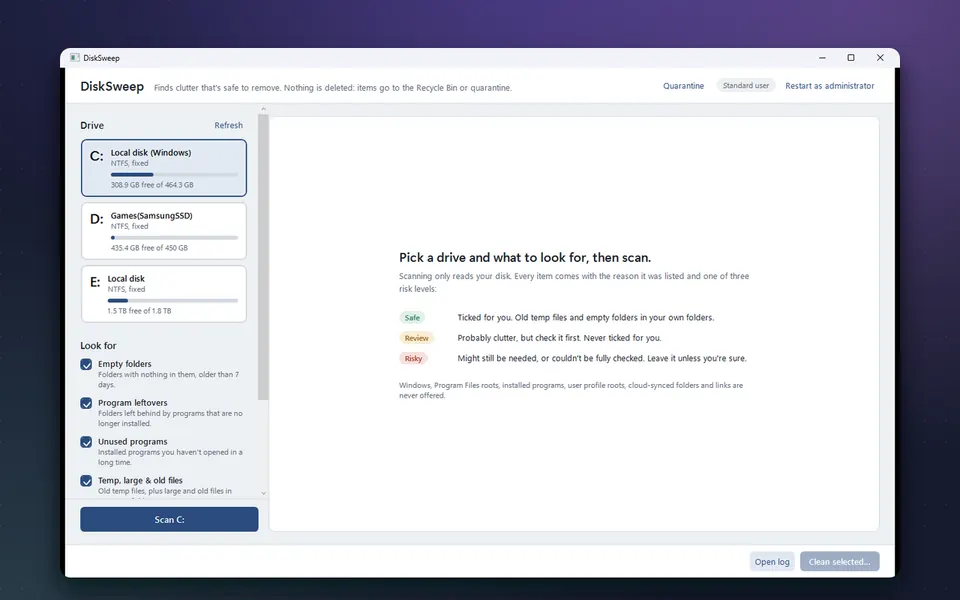 DiskSweep
DiskSweep Finds clutter that's safe to remove. Nothing is deleted: items go to the Recycle Bin or quarantine.
Quarantine Standard user Restart as administrator
Drive Refresh
C: Local disk (Windows)
NTFS, fixed
308.9 GB free of 464.3 GB
D: Games(SamsungSSD)
NTFS, fixed
435.4 GB free of 450 GB
E: Local disk
NTFS, fixed
1.5 TB free of 1.8 TB
Look for
Empty folders
Folders with nothing in them, older than 7
days.
Program leftovers
Folders left behind by programs that are no
longer installed.
Unused programs
Installed programs you haven't opened in a
long time.
Temp, large & old files
Old temp files, plus large and old files in
Scan C:
Pick a drive and what to look for, then scan.
Scanning only reads your disk. Every item comes with the reason it was listed and one of three
risk levels:
Safe Ticked for you. Old temp files and empty folders in your own folders.
Review Probably clutter, but check it first. Never ticked for you.
Risky Might still be needed, or couldn't be fully checked. Leave it unless you're sure.
Windows, Program Files roots, installed programs, user profile roots, cloud-synced folders and links are
never offered.
Open log Clean selected...